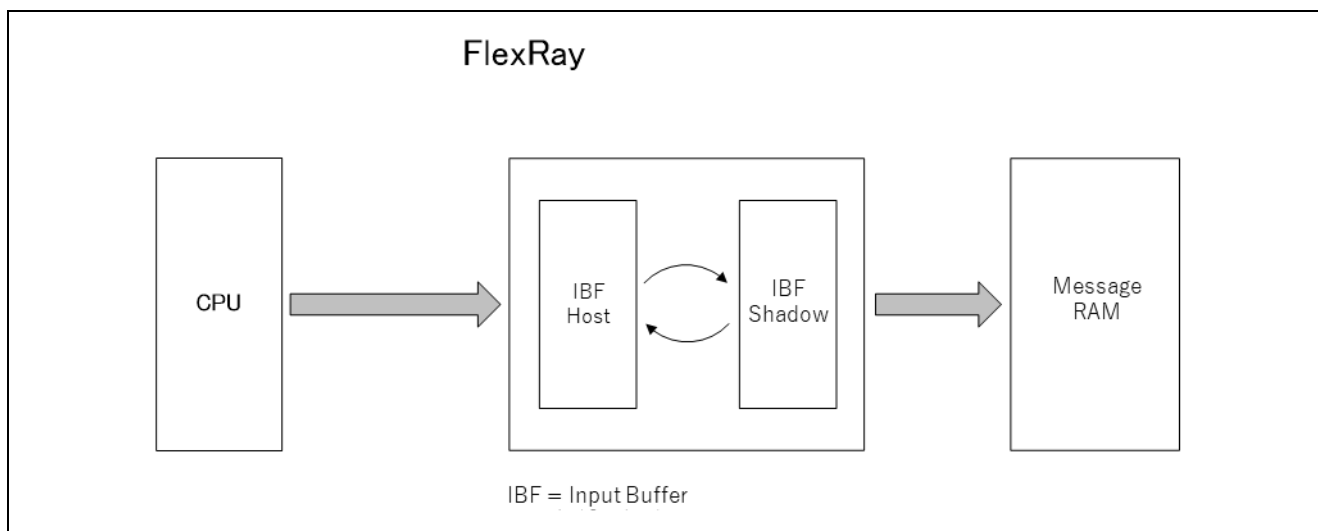 FlexRay
CPU
IBF
Host
IBF
Shadow
Message
RAM
IBF = Input Buffer